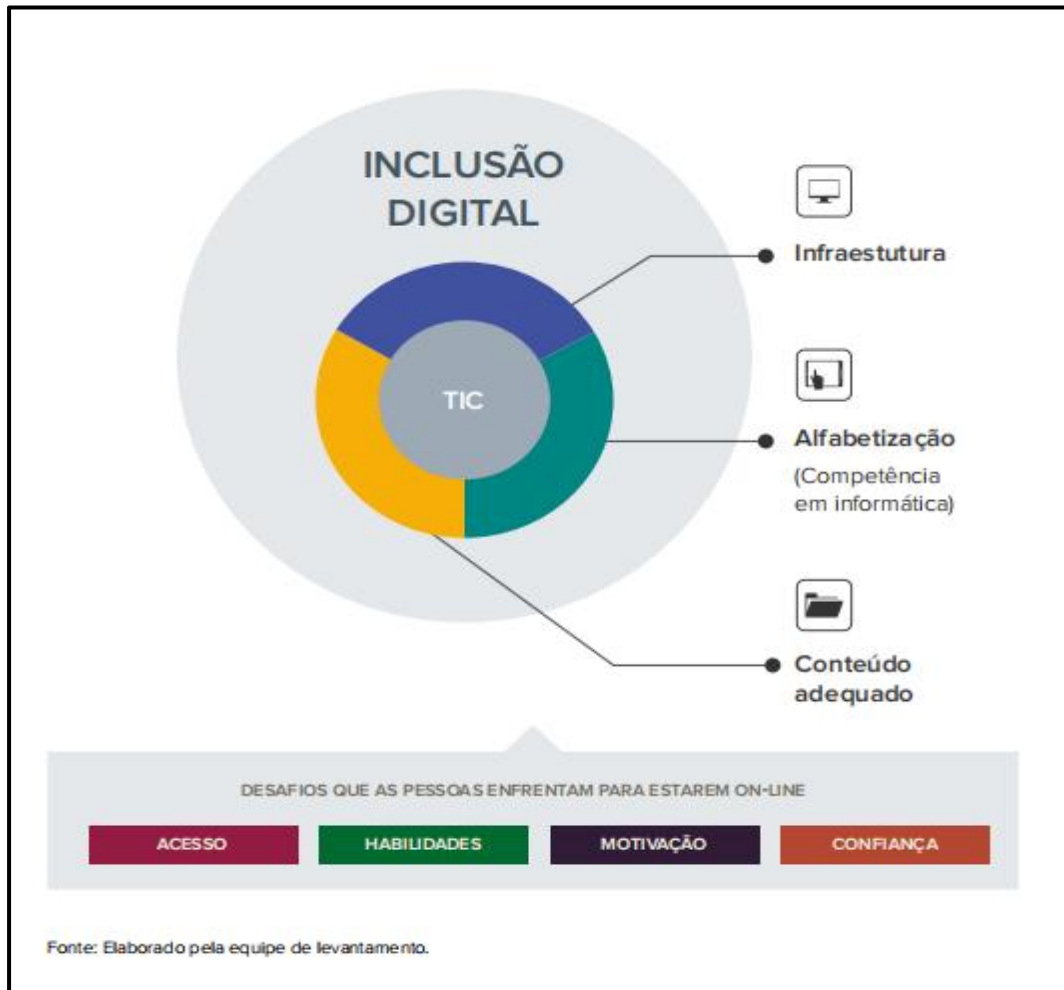 INCLUSÃO
DIGITAL
TIC
Infraestutura
Alfabetização
(Competência
em informática)
Conteúdo
adequado
DESAFIOS QUE AS PESSOAS ENFRENTAM PARA ESTAREM ON-LINE
ACESSO
HABILIDADES
MOTIVAÇÃO
CONFIANÇA
Fonte: Elaborado pela equipe de levantamento.